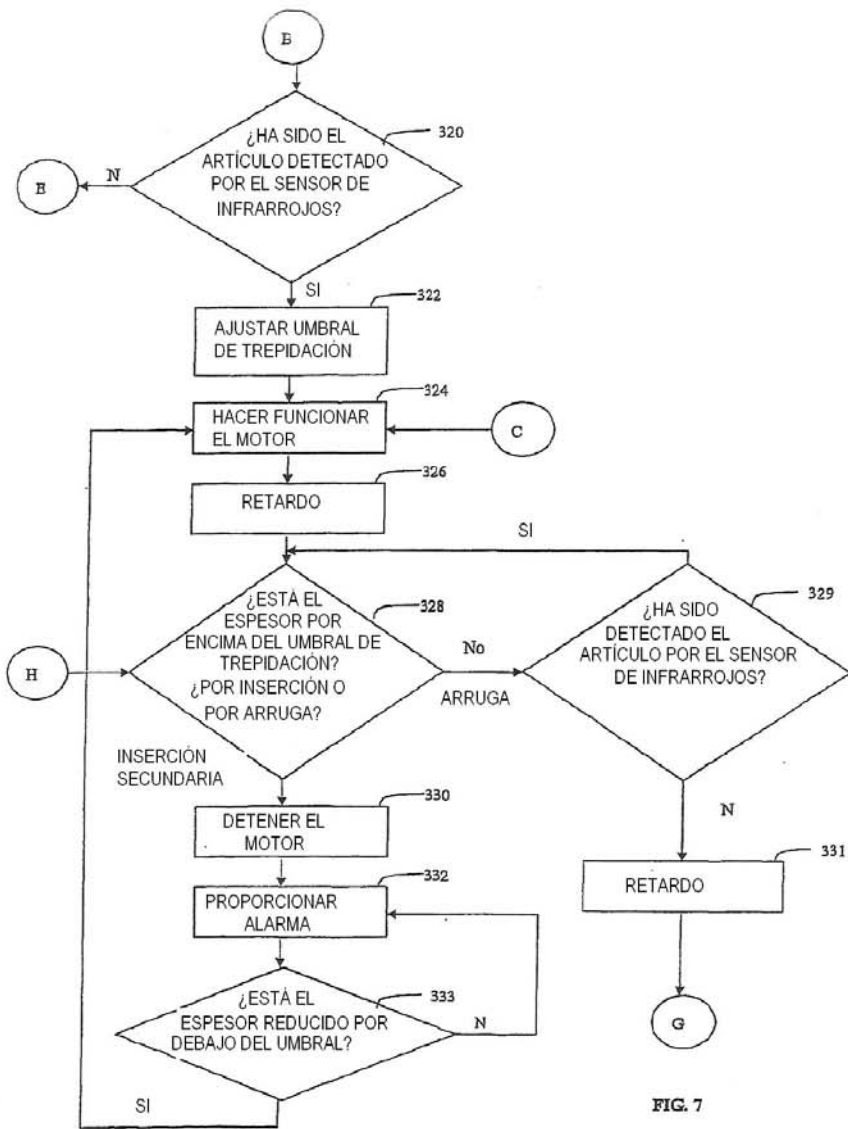 B
¿HA SIDO EL
ARTÍCULO DETECTADO
POR EL SENSOR DE
INFRARROJOS?
320
E
N
SI
322
AJUSTAR UMBRAL
DE TREPIDACIÓN
324
HACER FUNCIONAR
EL MOTOR
C
326
RETARDO
SI
¿ESTÁ EL
ESPESOR POR
ENCIMA DEL UMBRAL DE
TREPIDACIÓN?
¿POR INSERCIÓN O
POR ARRUGA?
328
H
No
ARRUGA
¿HA SIDO
DETECTADO EL
ARTÍCULO POR EL SENSOR
DE INFRARROJOS?
329
INSERCIÓN
SECUNDARIA
330
DETENER EL
MOTOR
N
331
RETARDO
332
PROPORCIONAR
ALARMA
¿ESTÁ EL
ESPESOR REDUCIDO POR
DEBAJO DEL UMBRAL?
333
N
G
SI
FIG. 7